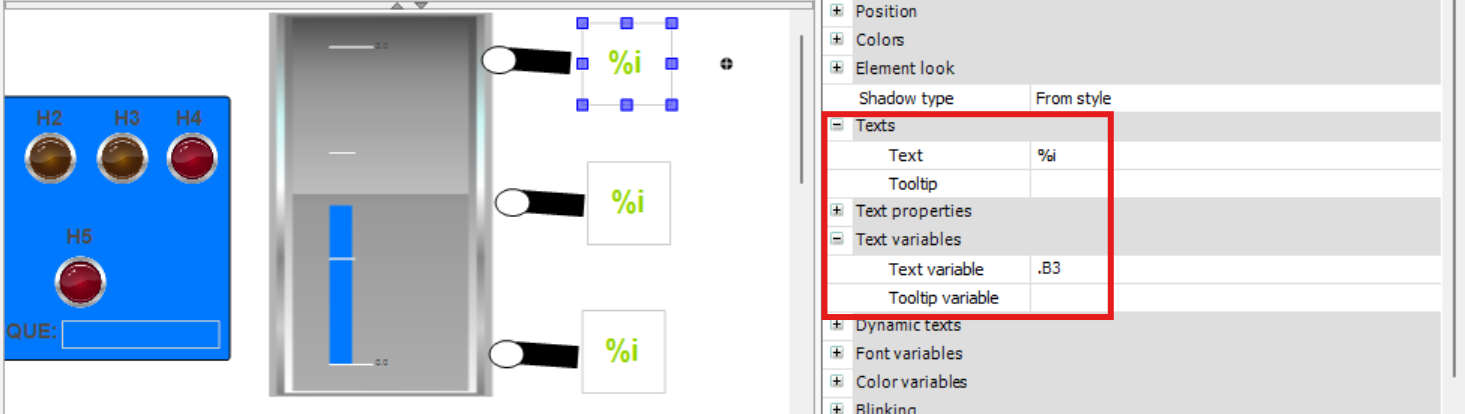 H2 H3 H4
H5
QUE:
2.0
0.0
%i
%i
%i
Position
Colors
Element look
Shadow type From style
Texts
Text %i
Tooltip
Text properties
Text variables
Text variable .B3
Tooltip variable
Dynamic texts
Font variables
Color variables
Blinking